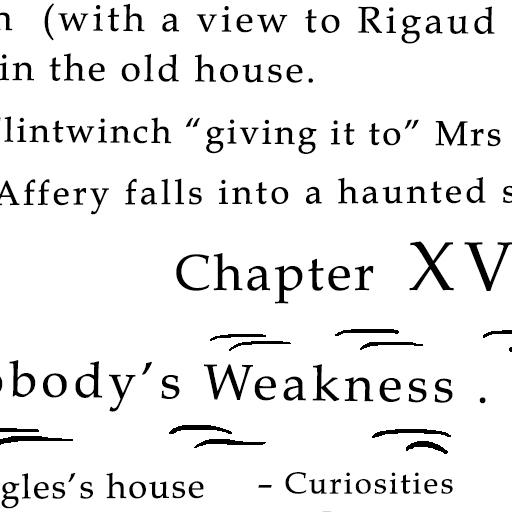 n (with a view to Rigaud
in the old house.
lintwinch “giving it to” Mrs
Affery falls into a haunted s
Chapter XV
obody’s Weakness .
gles’s house – Curiosities